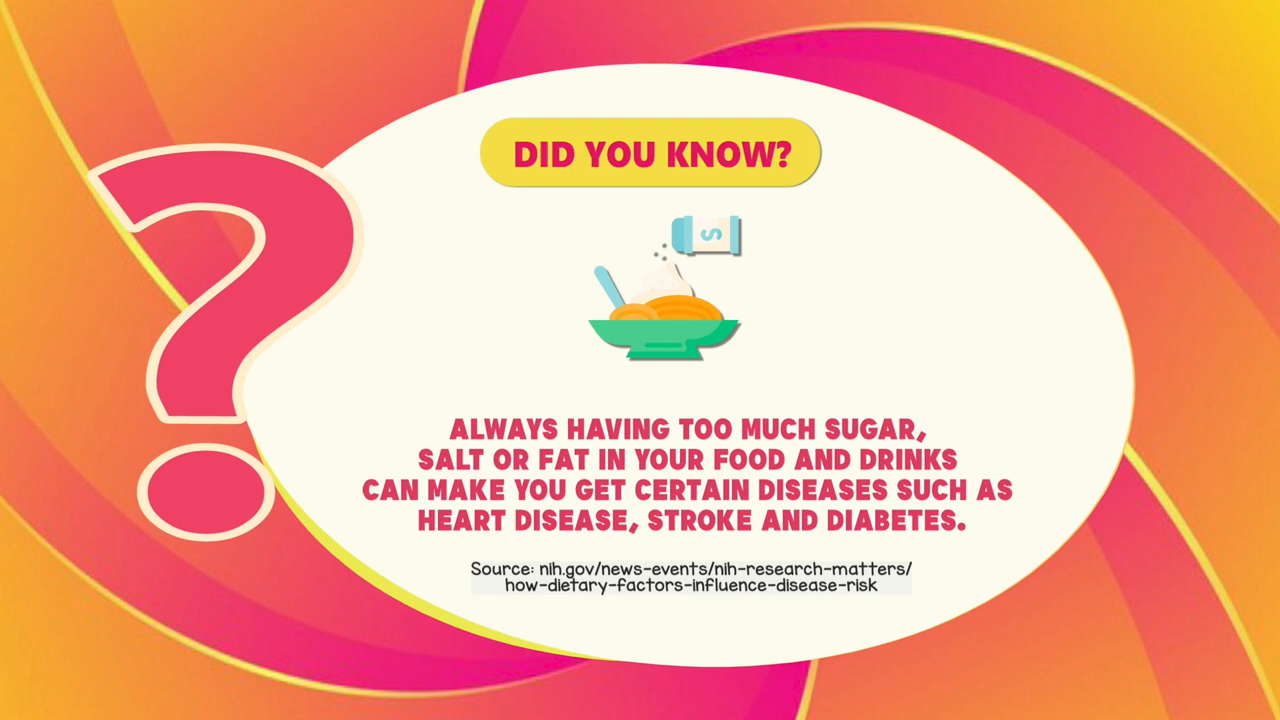 DID YOU KNOW?
S
ALWAYS HAVING TOO MUCH SUGAR,
SALT OR FAT IN YOUR FOOD AND DRINKS
CAN MAKE YOU GET CERTAIN DISEASES SUCH AS
HEART DISEASE, STROKE AND DIABETES.
Source: nih.gov/news-events/nih-research-matters/
how-dietary-factors-influence-disease-risk